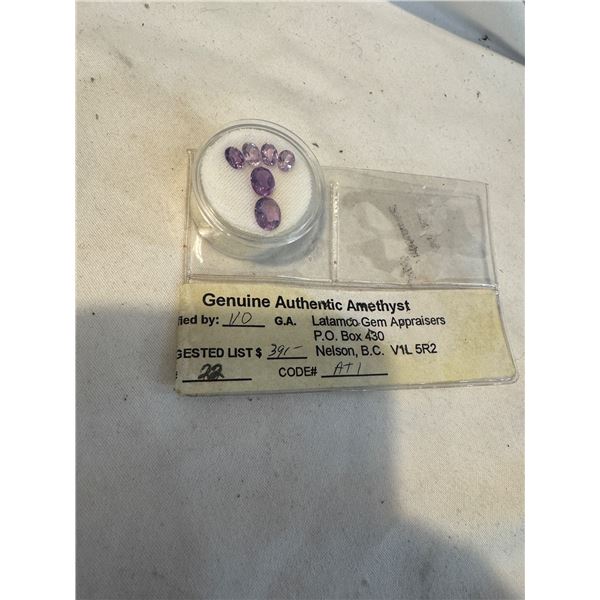 Genuine Authentic Amethyst
fied by: VO G.A. Latamco Gem Appraisers
P.O. Box 430
GESTED LIST $ 391- Nelson, B.C. V1L 5R2
22 CODE# AT1